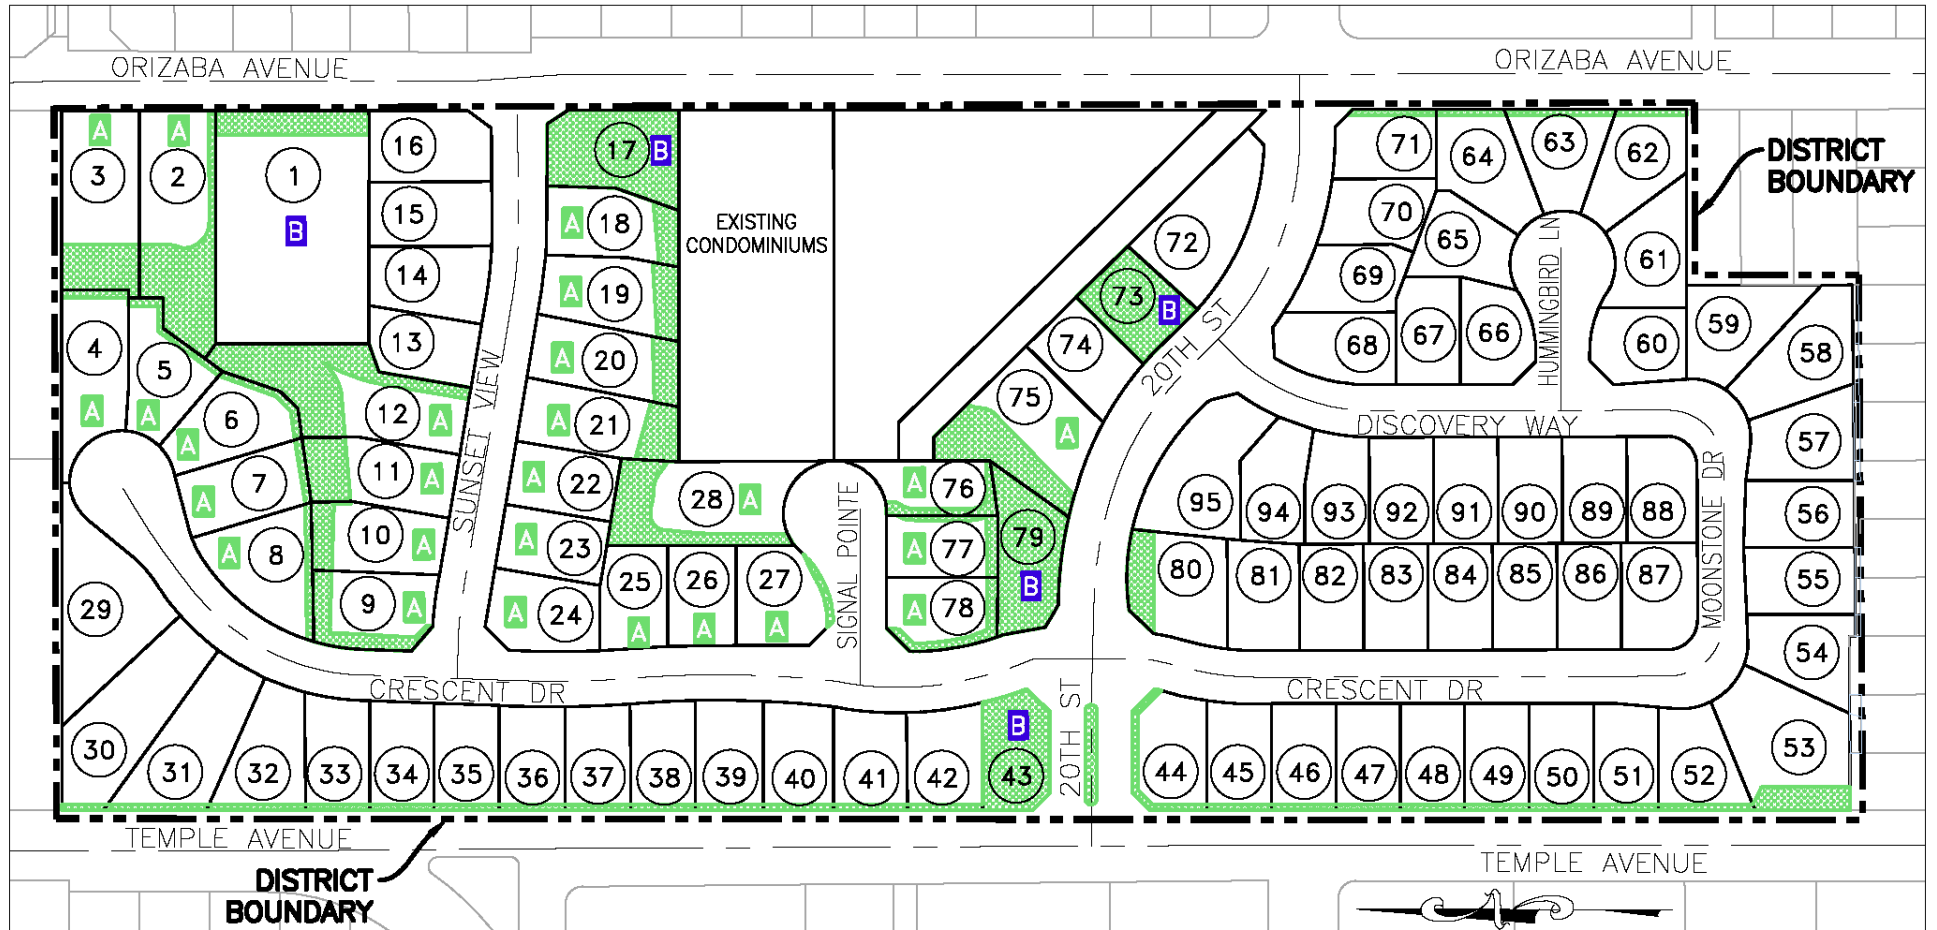 ORIZABA AVENUE
ORIZABA AVENUE
A
A
3
2
1
B
16
15
14
13
17
B
A
18
A
19
A
20
A
21
EXISTING
CONDOMINIUMS
72
73
B
74
75
A
20TH ST
71
64
63
62
70
65
69
61
68
67
66
60
HUMMINGBIRD LN
59
58
DISTRICT
BOUNDARY
4
A
5
A
6
A
7
A
8
A
12
A
11
A
10
A
9
A
SUNSET VIEW
A
22
A
23
A
24
28
A
25
A
26
A
27
A
SIGNAL POINTE
A
76
A
77
A
78
79
B
DISCOVERY WAY
57
56
55
54
53
95
94
93
92
91
90
89
88
80
81
82
83
84
85
86
87
MOONSTONE DR
29
30
31
32
33
34
35
36
37
38
39
40
41
42
B
43
CRESCENT DR
CRESCENT DR
20TH ST
44
45
46
47
48
49
50
51
52
TEMPLE AVENUE
TEMPLE AVENUE
DISTRICT
BOUNDARY
N